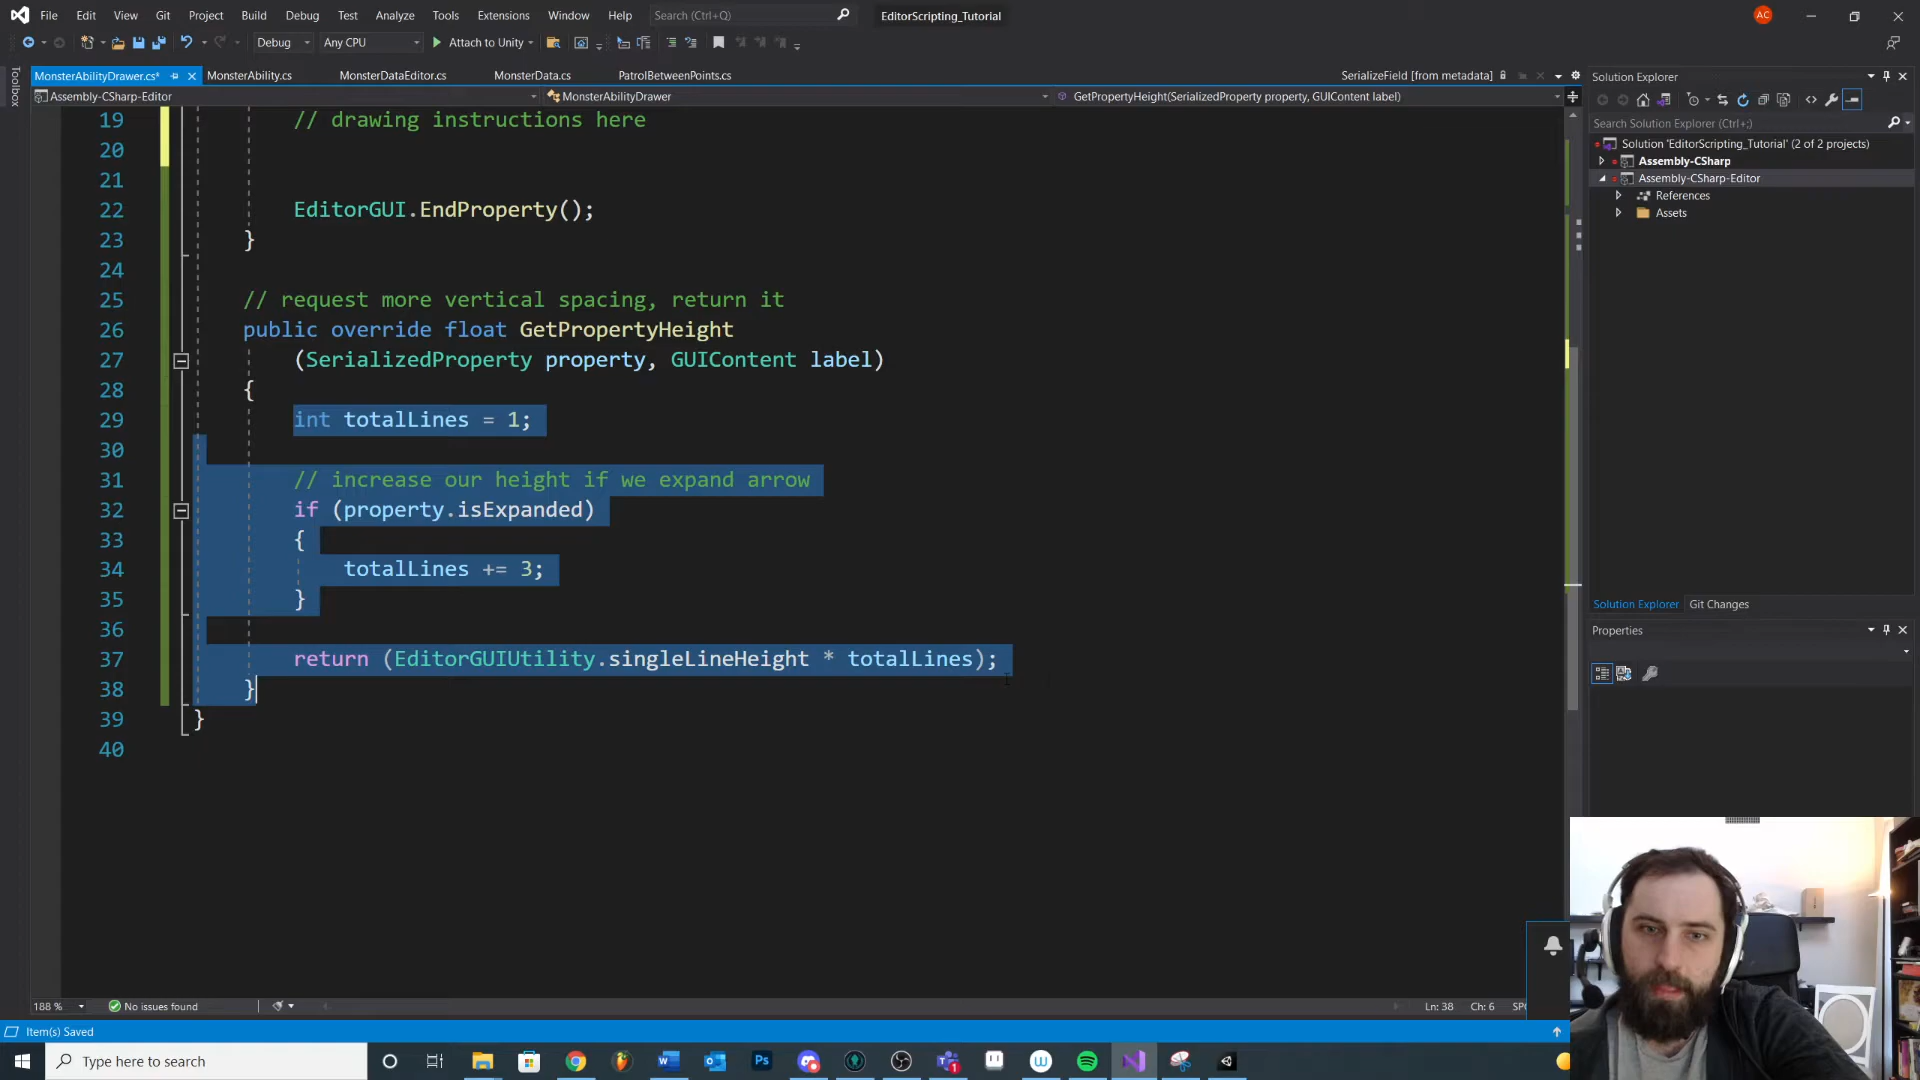 File Edit View Git Project Build Debug Test Analyze Tools Extensions Window Help Search (Ctrl+Q) EditorScripting_Tutorial AC
Debug Any CPU Attach to Unity
Toolbox
MonsterAbilityDrawer.cs* MonsterAbility.cs MonsterDataEditor.cs MonsterData.cs PatrolBetweenPoints.cs SerializeField [from metadata]
Assembly-CSharp-Editor MonsterAbilityDrawer GetPropertyHeight(SerializedProperty property, GUIContent label)
19 // drawing instructions here
20
21
22 EditorGUI.EndProperty();
23 }
24
25 // request more vertical spacing, return it
26 public override float GetPropertyHeight
27 (SerializedProperty property, GUIContent label)
28 {
29 int totalLines = 1;
30
31 // increase our height if we expand arrow
32 if (property.isExpanded)
33 {
34 totalLines += 3;
35 }
36
37 return (EditorGUIUtility.singleLineHeight * totalLines);
38 }
39 }
40
Solution Explorer
Search Solution Explorer (Ctrl+;)
Solution 'EditorScripting_Tutorial' (2 of 2 projects)
Assembly-CSharp
Assembly-CSharp-Editor
References
Assets
Solution Explorer Git Changes
Properties
188 % No issues found Ln: 38 Ch: 6
Item(s) Saved
Type here to search